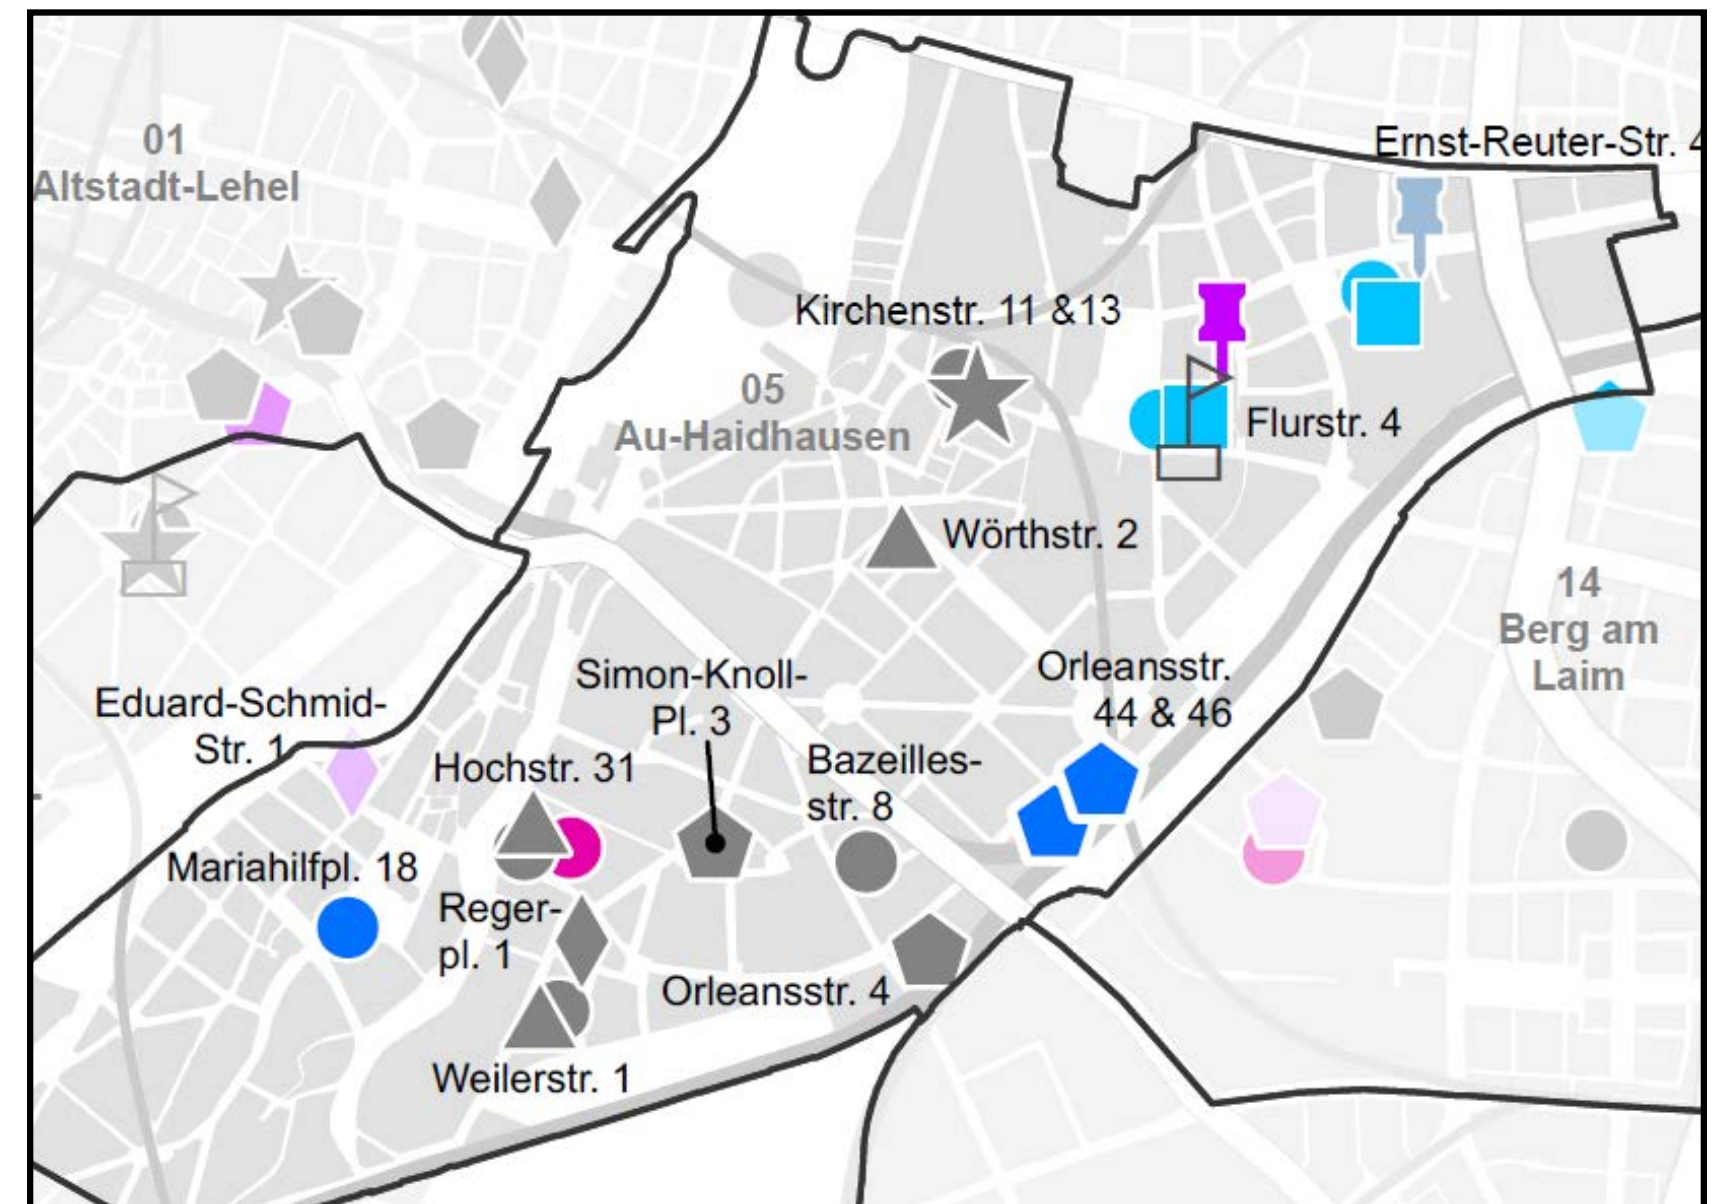 Ernst-Reuter-Str. 4
01
Altstadt-Lehel
Kirchenstr. 11 &13
05
Au-Haidhausen
Flurstr. 4
Wörthstr. 2
14
Berg am
Laim
Simon-Knoll-
Pl. 3
Orleansstr.
44 & 46
Eduard-Schmid-
Str. 1
Hochstr. 31
Bazeilles-
str. 8
Mariahilfpl. 18
Reger-
pl. 1
Orleansstr. 4
Weilerstr. 1